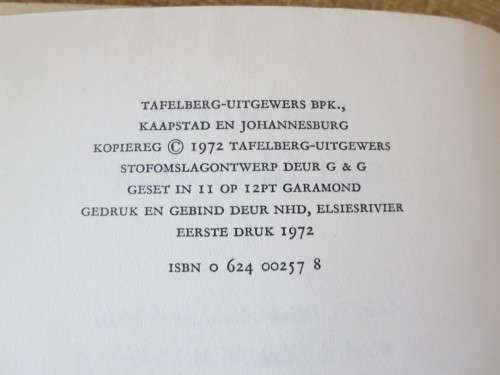 TAFELBERG-UITGEWERS BPK.,
KAAPSTAD EN JOHANNESBURG
KOPIEREG © 1972 TAFELBERG-UITGEWERS
STOFOMSLAGONTWERP DEUR G & G
GESET IN 11 OP 12PT GARAMOND
GEDRUK EN GEBIND DEUR NHD, ELSIESRIVIER
EERSTE DRUK 1972
ISBN 0 624 00257 8